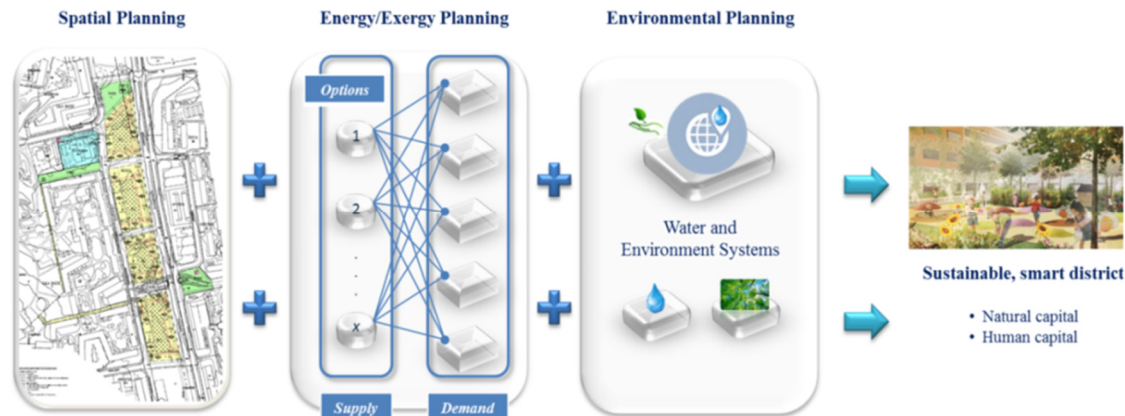 Spatial Planning
Energy/Exergy Planning
Environmental Planning
Options
1
2
.
.
.
.
x
Supply
Demand
Water and
Environment Systems
Sustainable, smart district
• Natural capital
• Human capital